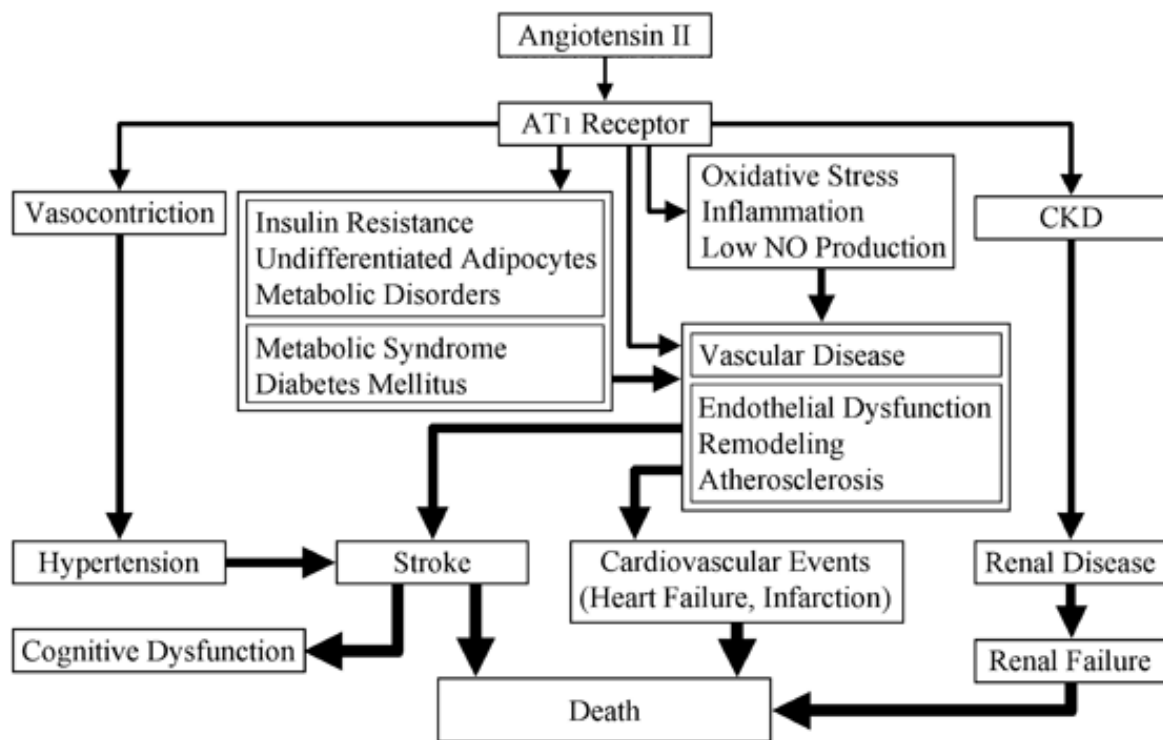 Angiotensin II
AT1 Receptor
Vasocontriction
Insulin Resistance
Undifferentiated Adipocytes
Metabolic Disorders
Metabolic Syndrome
Diabetes Mellitus
Oxidative Stress
Inflammation
Low NO Production
CKD
Vascular Disease
Endothelial Dysfunction
Remodeling
Atherosclerosis
Hypertension
Stroke
Cardiovascular Events
(Heart Failure, Infarction)
Renal Disease
Cognitive Dysfunction
Renal Failure
Death